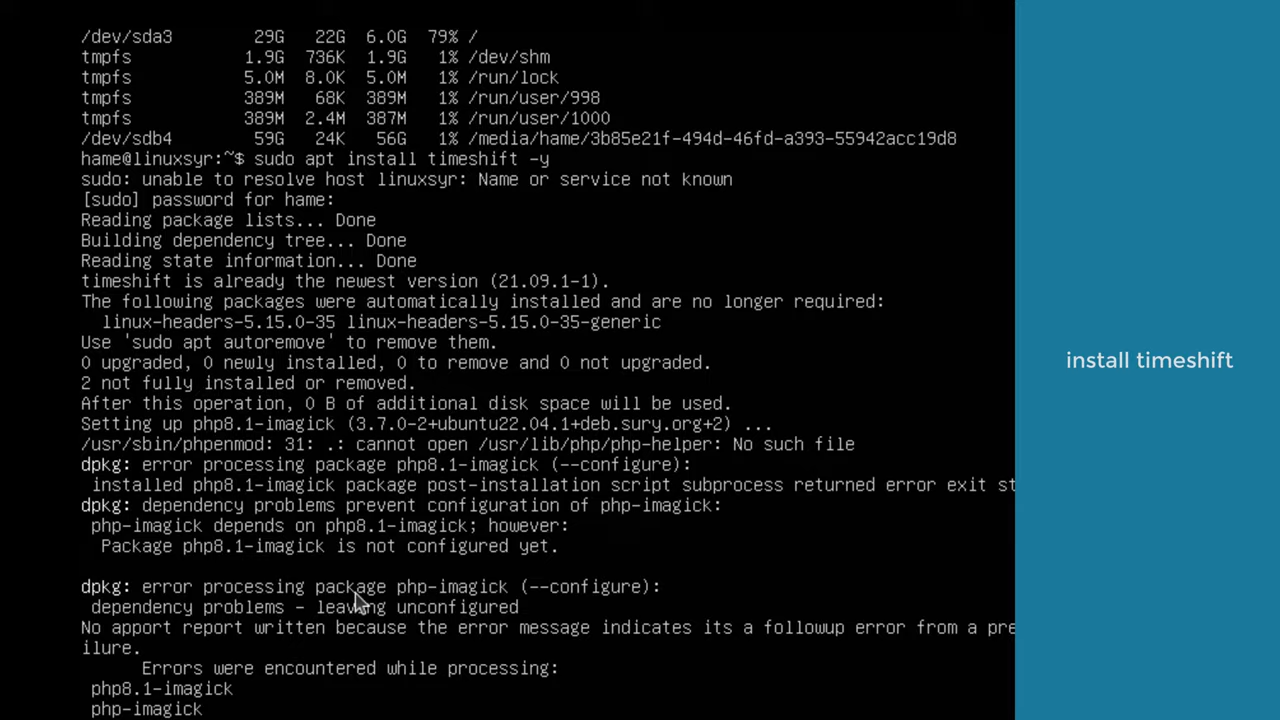 /dev/sda3 29G 22G 6.0G 79% /
tmpfs 1.9G 736K 1.9G 1% /dev/shm
tmpfs 5.0M 8.0K 5.0M 1% /run/lock
tmpfs 389M 68K 389M 1% /run/user/998
tmpfs 389M 2.4M 387M 1% /run/user/1000
/dev/sdb4 59G 24K 56G 1% /media/hame/3b85e21f-494d-46fd-a393-55942acc19d8
hame@linuxsyr:~$ sudo apt install timeshift -y
sudo: unable to resolve host linuxsyr: Name or service not known
[sudo] password for hame:
Reading package lists... Done
Building dependency tree... Done
Reading state information... Done
timeshift is already the newest version (21.09.1-1).
The following packages were automatically installed and are no longer required:
linux-headers-5.15.0-35 linux-headers-5.15.0-35-generic
Use 'sudo apt autoremove' to remove them.
0 upgraded, 0 newly installed, 0 to remove and 0 not upgraded.
2 not fully installed or removed.
After this operation, 0 B of additional disk space will be used.
Setting up php8.1-imagick (3.7.0-2+ubuntu22.04.1+deb.sury.org+2) ...
/usr/sbin/phpenmod: 31: .: cannot open /usr/lib/php/php-helper: No such file
dpkg: error processing package php8.1-imagick (--configure):
installed php8.1-imagick package post-installation script subprocess returned error exit st
dpkg: dependency problems prevent configuration of php-imagick:
php-imagick depends on php8.1-imagick; however:
Package php8.1-imagick is not configured yet.
dpkg: error processing package php-imagick (--configure):
dependency problems - leaving unconfigured
No apport report written because the error message indicates its a followup error from a pre
ilure.
Errors were encountered while processing:
php8.1-imagick
php-imagick
install timeshift